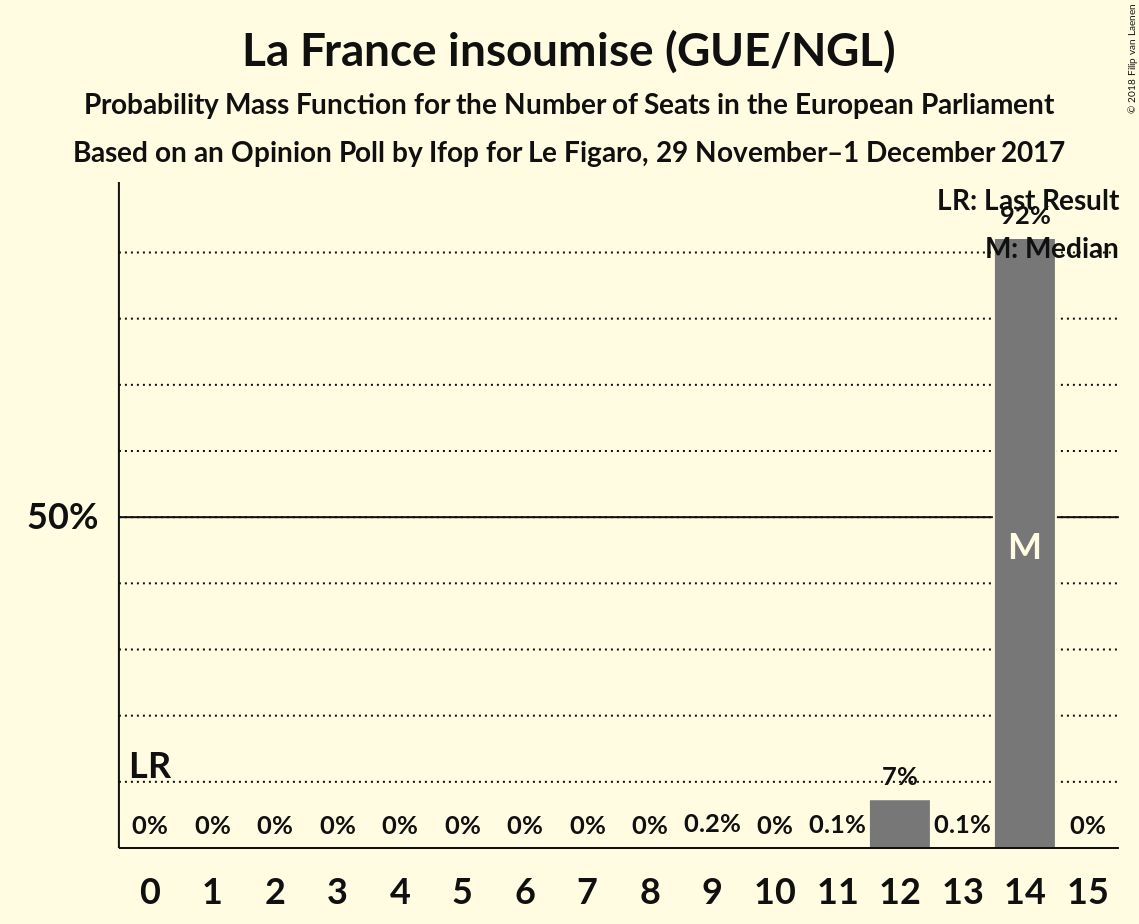 La France insoumise (GUE/NGL)
Probability Mass Function for the Number of Seats in the European Parliament
Based on an Opinion Poll by Ifop for Le Figaro, 29 November–1 December 2017
© 2018 Filip van Laenen
LR: Last Result
92%
M: Median
50%
M
LR
7%
0% 0% 0% 0% 0% 0% 0% 0% 0% 0.2% 0% 0.1% 0.1% 0%
0 1 2 3 4 5 6 7 8 9 10 11 12 13 14 15